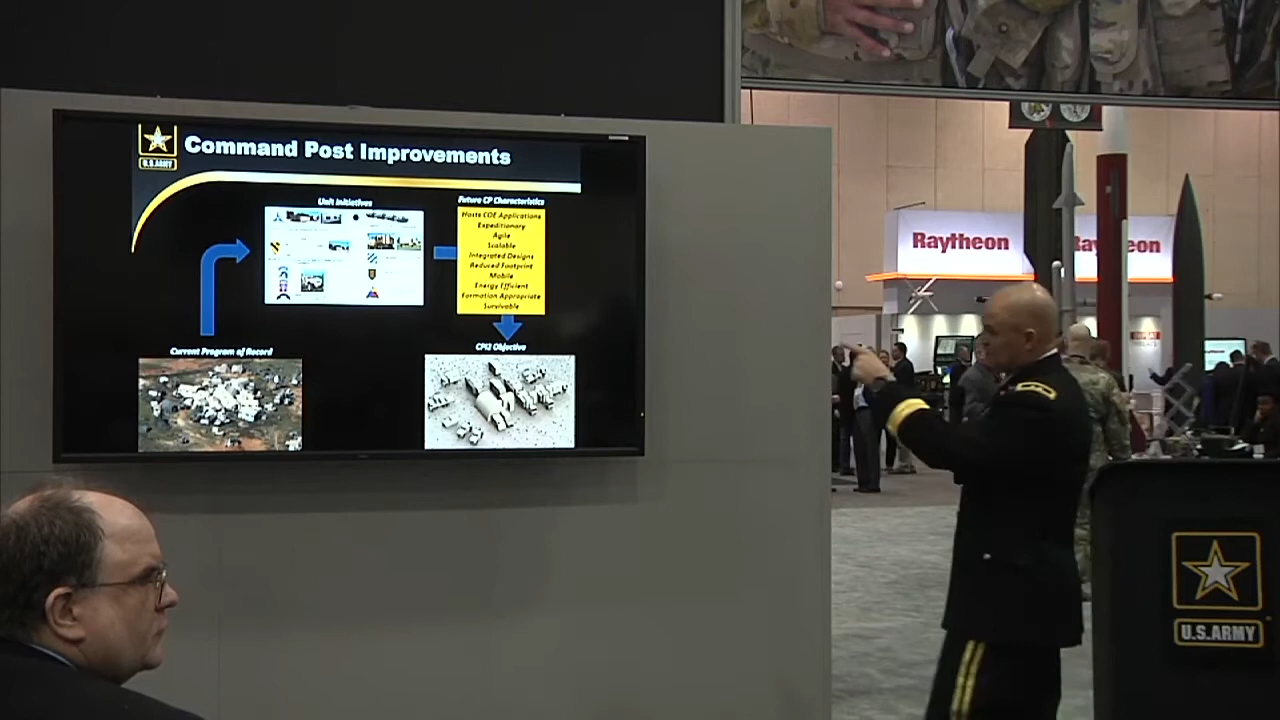 U.S.ARMY
Command Post Improvements
Unit Initiatives
Future CP Characteristics
Hosts COE Applications
Expeditionary
Agile
Scalable
Integrated Designs
Reduced Footprint
Mobile
Energy Efficient
Formation Appropriate
Survivable
Current Program of Record
CPI2 Objective
Raytheon
Raytheon
Raytheon
U.S.ARMY